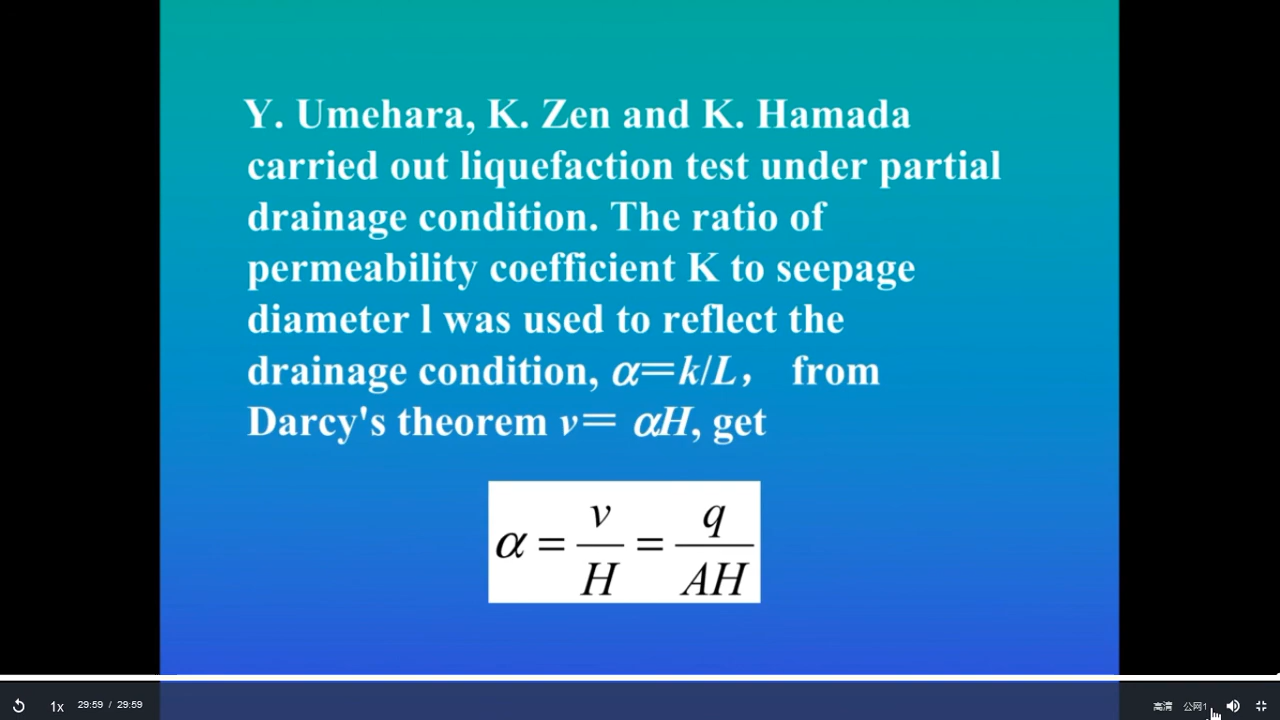 Y. Umehara, K. Zen and K. Hamada
carried out liquefaction test under partial
drainage condition. The ratio of
permeability coefficient K to seepage
diameter l was used to reflect the
drainage condition, α＝k/L， from
Darcy's theorem v＝ αH, get
α = v/H = q/AH
1x 29:59 / 29:59 高清 公网1